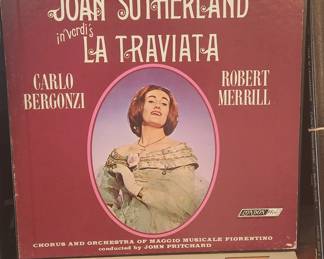 JOAN SUTHERLAND
in Verdi's
LA TRAVIATA
CARLO
BERGONZI
ROBERT
MERRILL
LONDON
CHORUS AND ORCHESTRA OF MAGGIO MUSICALE FIORENTINO
conducted by JOHN PRITCHARD